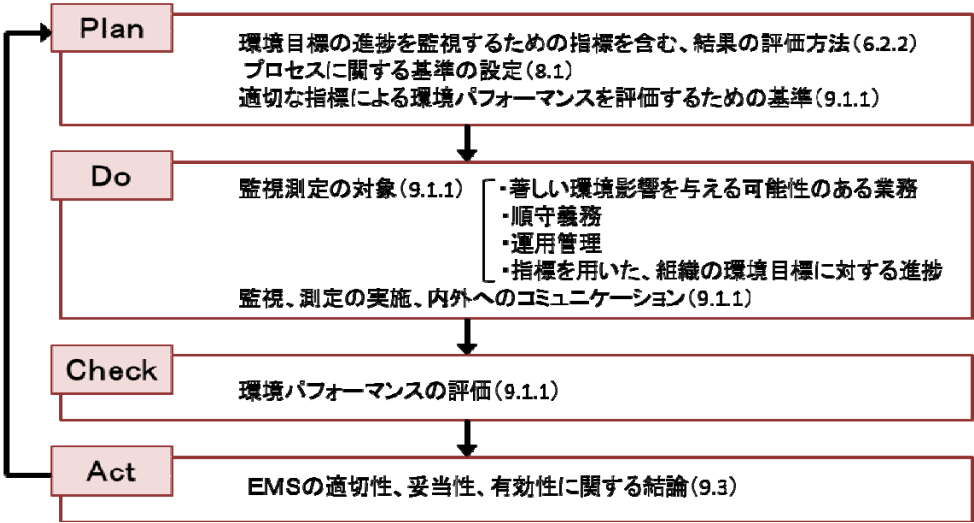 Plan
環境目標の進捗を監視するための指標を含む、結果の評価方法(6.2.2)
プロセスに関する基準の設定(8.1)
適切な指標による環境パフォーマンスを評価するための基準(9.1.1)
Do
監視測定の対象(9.1.1)
・著しい環境影響を与える可能性のある業務
・順守義務
・運用管理
・指標を用いた、組織の環境目標に対する進捗
監視、測定の実施、内外へのコミュニケーション(9.1.1)
Check
環境パフォーマンスの評価(9.1.1)
Act
EMSの適切性、妥当性、有効性に関する結論(9.3)